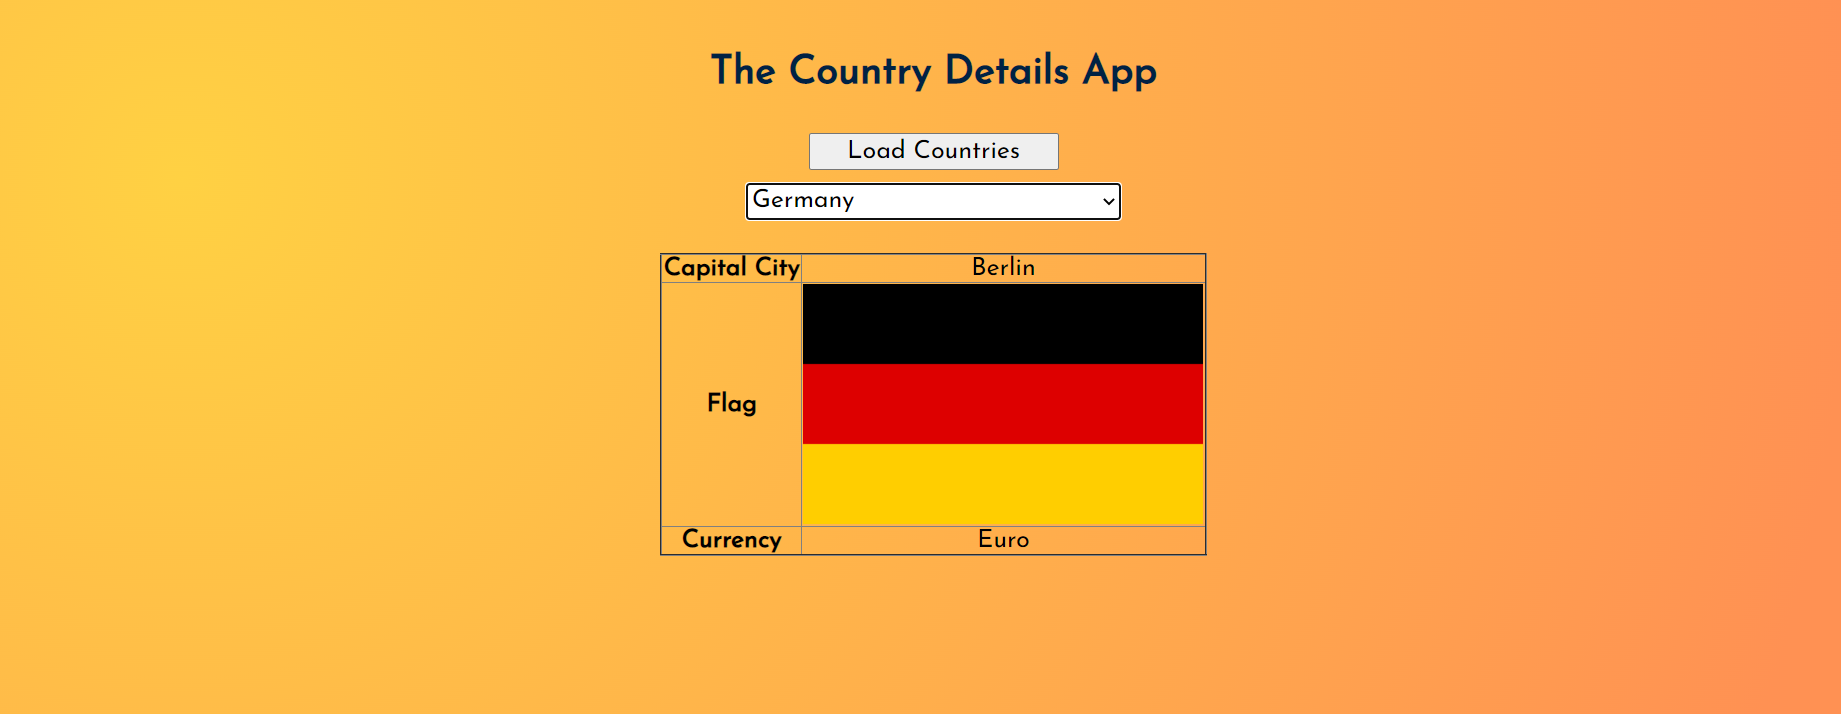 The Country Details App
Load Countries
Germany
Capital City Berlin
Flag
Currency Euro